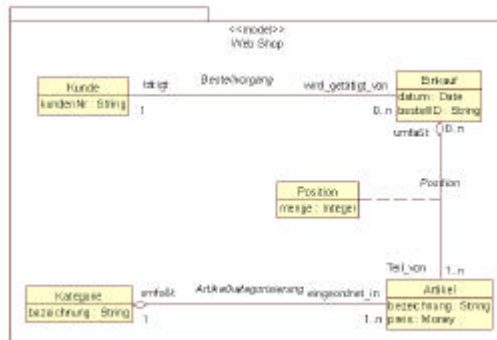 <<model>>
Web Shop
Kunde
kundenNr : String
tätigt
Bestellvorgang
wird_getätigt_von
1
0..n
Einkauf
datum : Date
bestellID : String
umfaßt
0..n
Position
Position
menge : Integer
Teil_von
1..n
Kategorie
bezeichnung : String
umfaßt
Artikelkategorisierung
eingeordnet_in
1
1..n
Artikel
bezeichnung : String
preis : Money